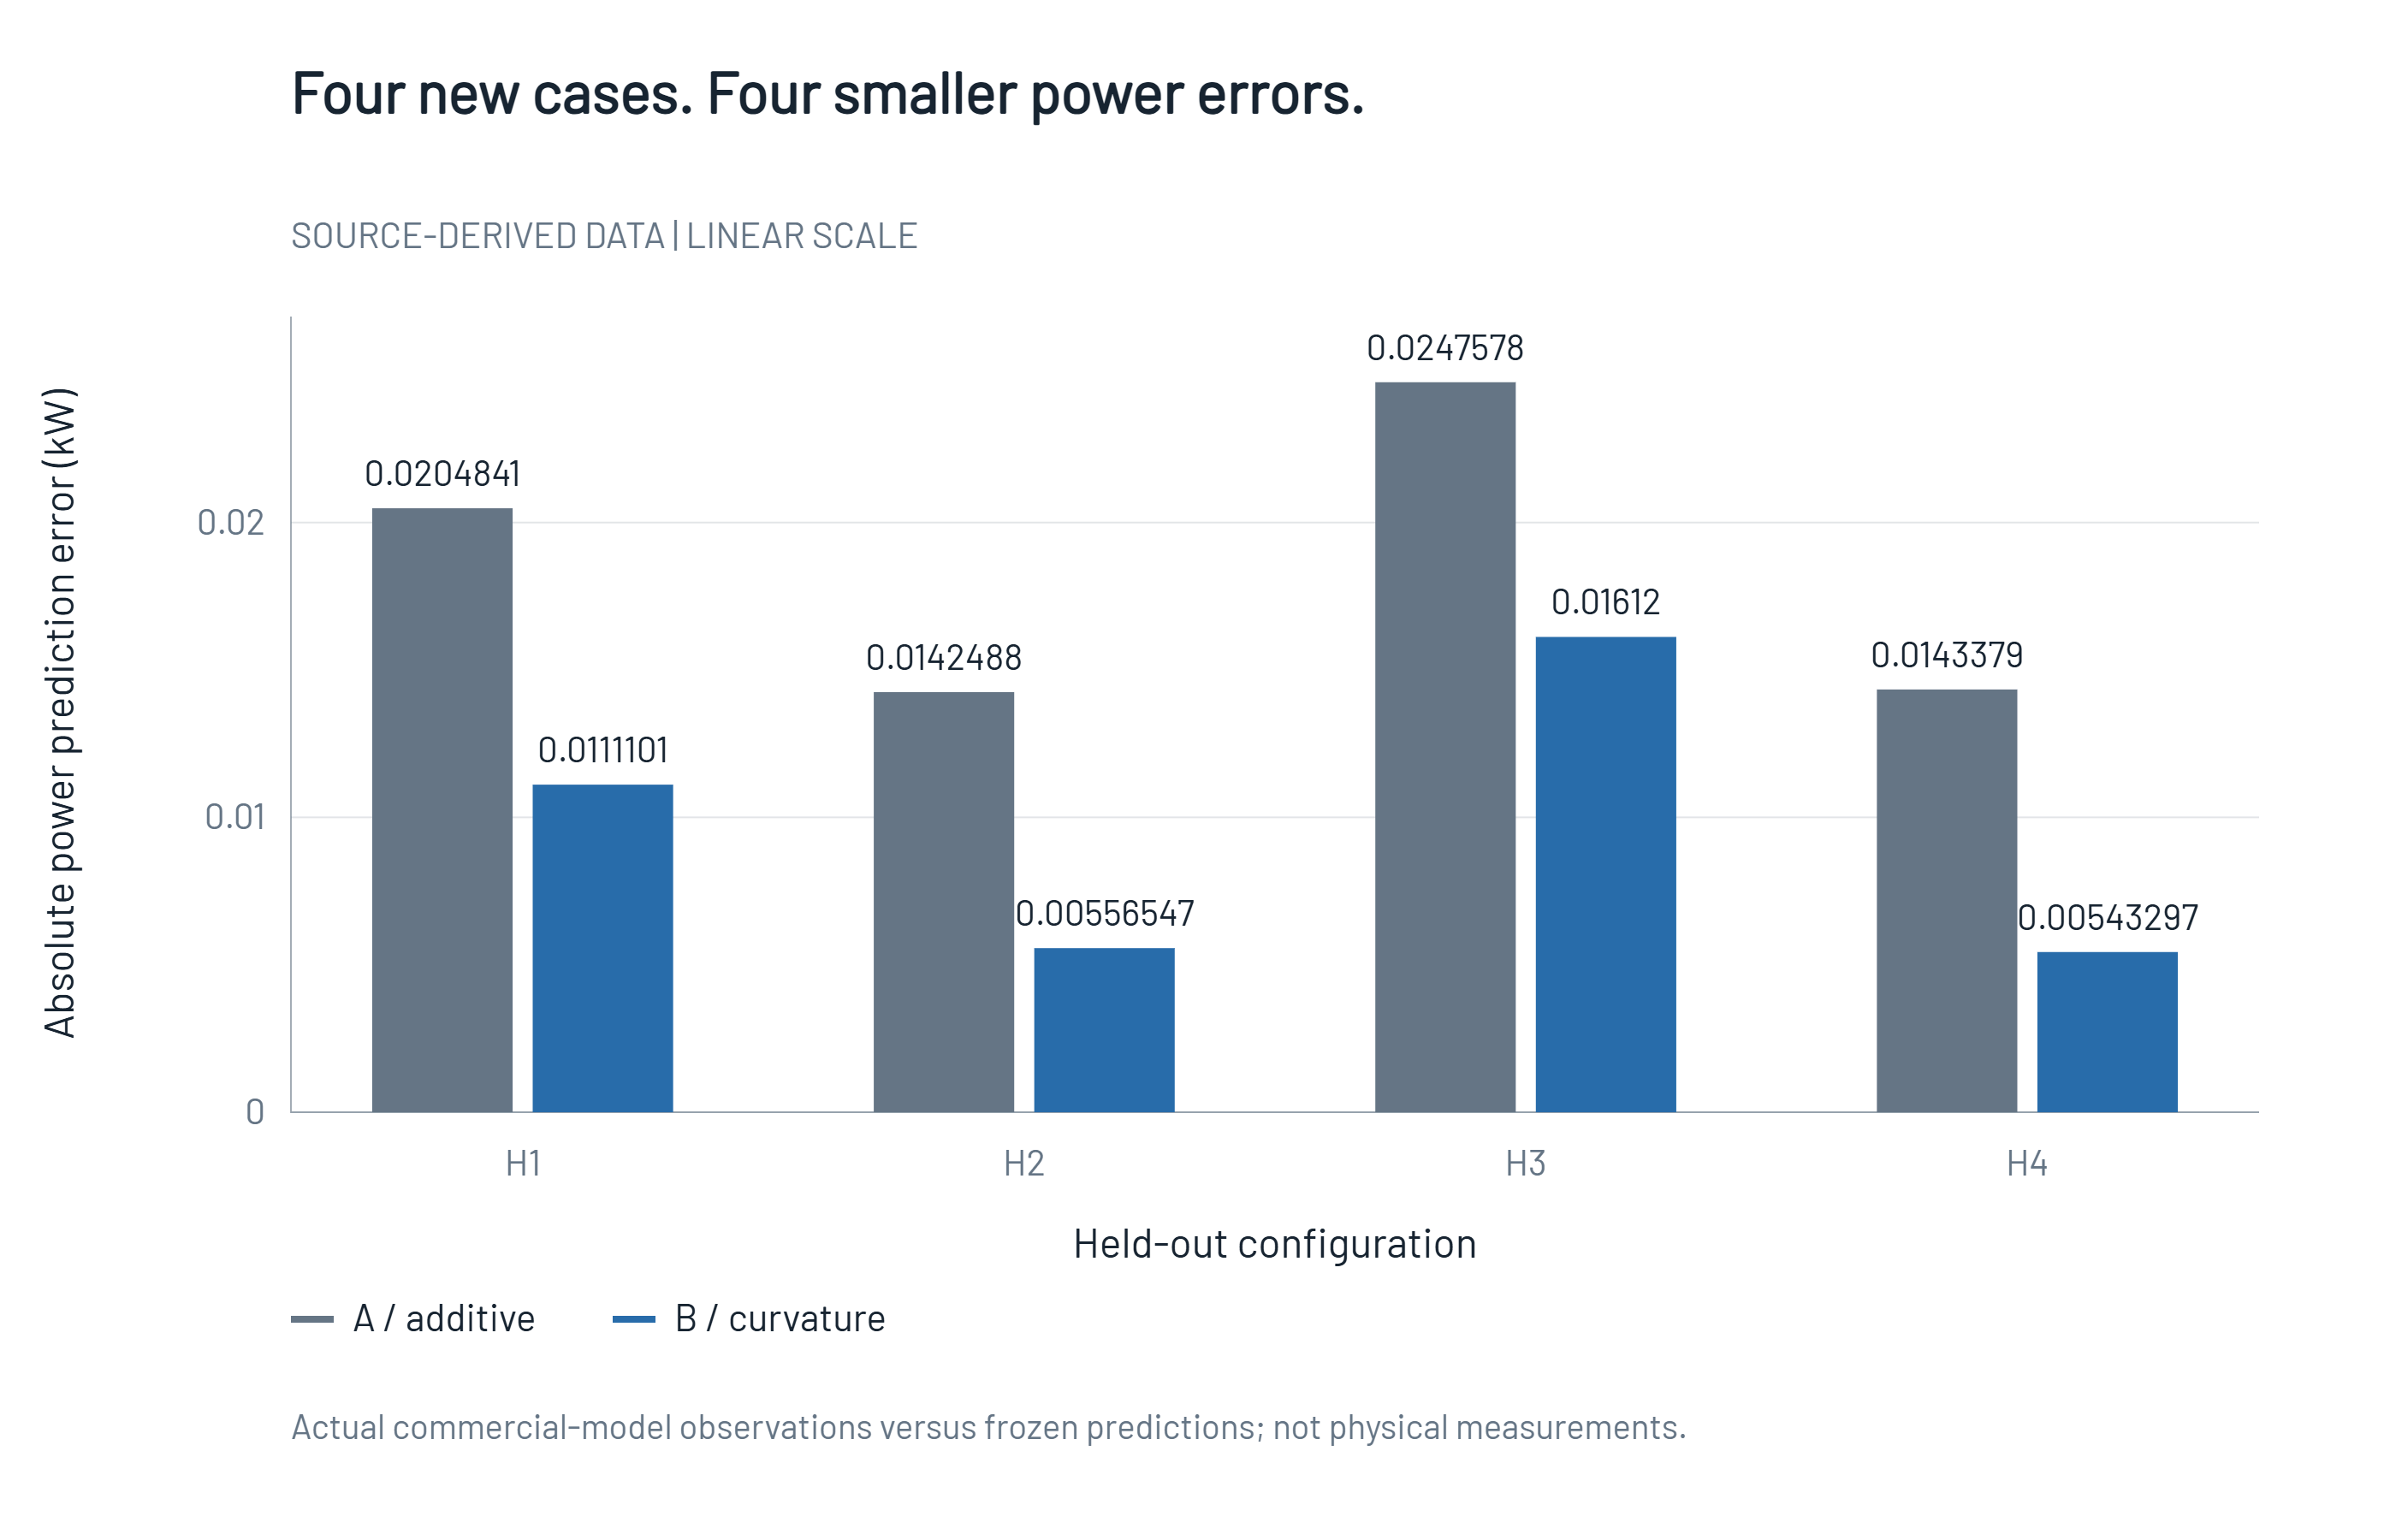 Four new cases. Four smaller power errors.
SOURCE-DERIVED DATA | LINEAR SCALE
Absolute power prediction error (kW)
0.02
0.01
0
0.0204841
0.0111101
0.0142488
0.00556547
0.0247578
0.01612
0.0143379
0.00543297
H1
H2
H3
H4
Held-out configuration
A / additive
B / curvature
Actual commercial-model observations versus frozen predictions; not physical measurements.